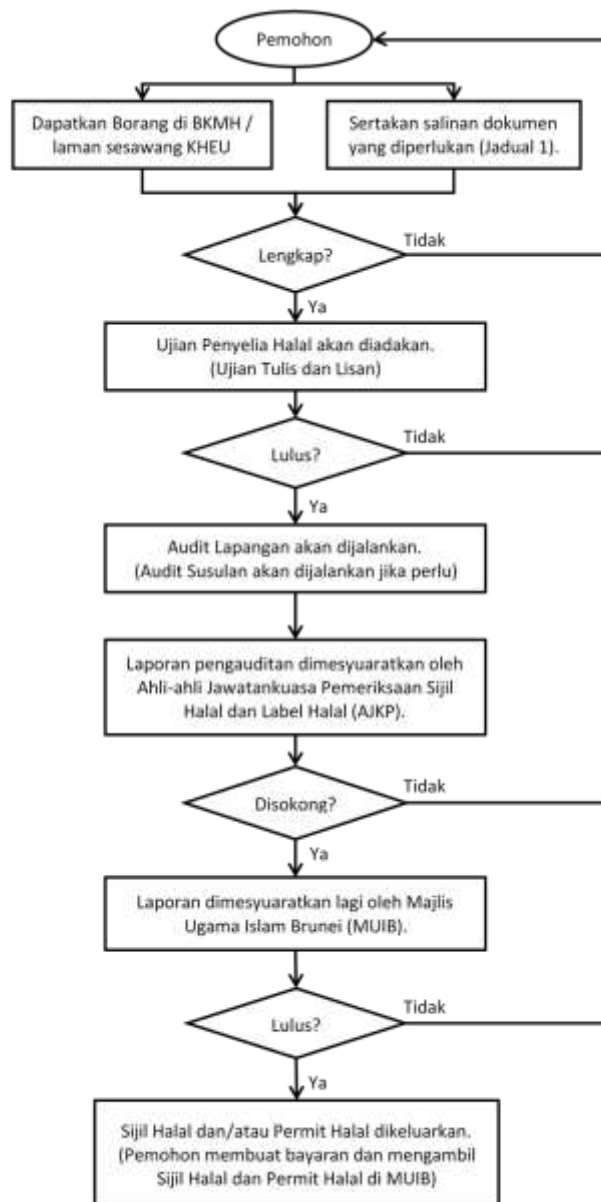 Pemohon
Dapatkan Borang di BKMH /
laman sesawang KHEU
Sertakan salinan dokumen
yang diperlukan (Jadual 1).
Lengkap?
Tidak
Ya
Ujian Penyelia Halal akan diadakan.
(Ujian Tulis dan Lisan)
Lulus?
Tidak
Ya
Audit Lapangan akan dijalankan.
(Audit Susulan akan dijalankan jika perlu)
Laporan pengauditan dimesyuaratkan oleh
Ahli-ahli Jawatankuasa Pemeriksaan Sijil
Halal dan Label Halal (AJKP).
Disokong?
Tidak
Ya
Laporan dimesyuaratkan lagi oleh Majlis
Ugama Islam Brunei (MUIB).
Lulus?
Tidak
Ya
Sijil Halal dan/atau Permit Halal dikeluarkan.
(Pemohon membuat bayaran dan mengambil
Sijil Halal dan Permit Halal di MUIB)